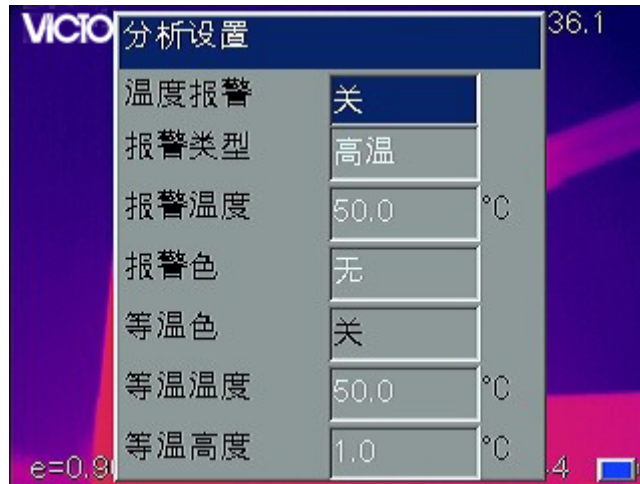 VICTO
36.1
分析设置
温度报警 关
报警类型 高温
报警温度 50.0 °C
报警色 无
等温色 关
等温温度 50.0 °C
等温高度 1.0 °C
e=0.9
4